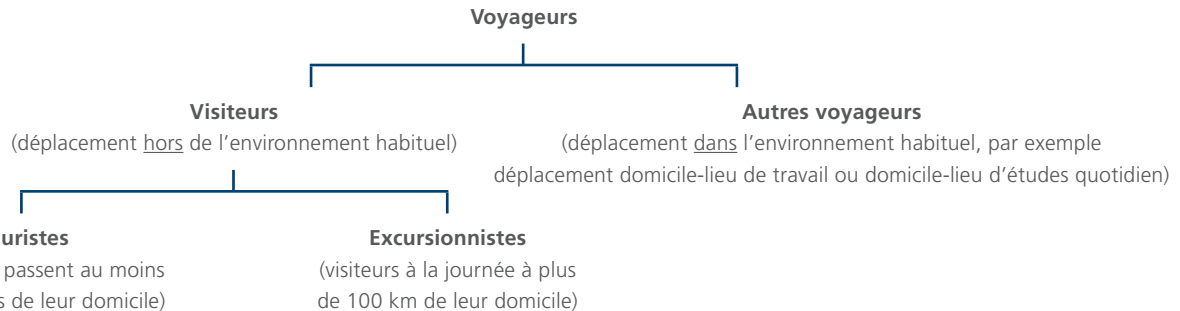 Voyageurs
Visiteurs
(déplacement hors de l’environnement habituel)
Autres voyageurs
(déplacement dans l’environnement habituel, par exemple
déplacement domicile-lieu de travail ou domicile-lieu d’études quotidien)
uristes
passent au moins
s de leur domicile)
Excursionnistes
(visiteurs à la journée à plus
de 100 km de leur domicile)